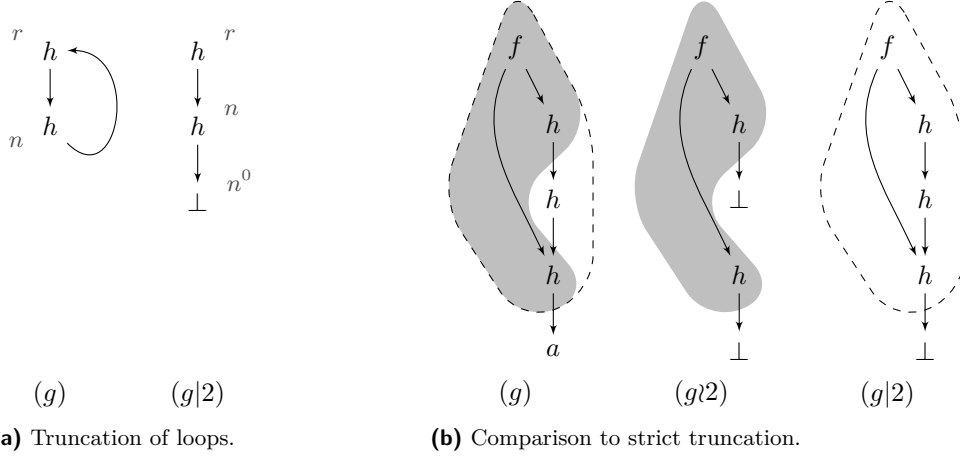 r h
n h
(g)
h r
h n
⊥ n⁰
(g|2)
a) Truncation of loops.
f
h
h
h
a
(g)
f
h
⊥
h
⊥
(g≀2)
f
h
h
h
⊥
(g|2)
(b) Comparison to strict truncation.